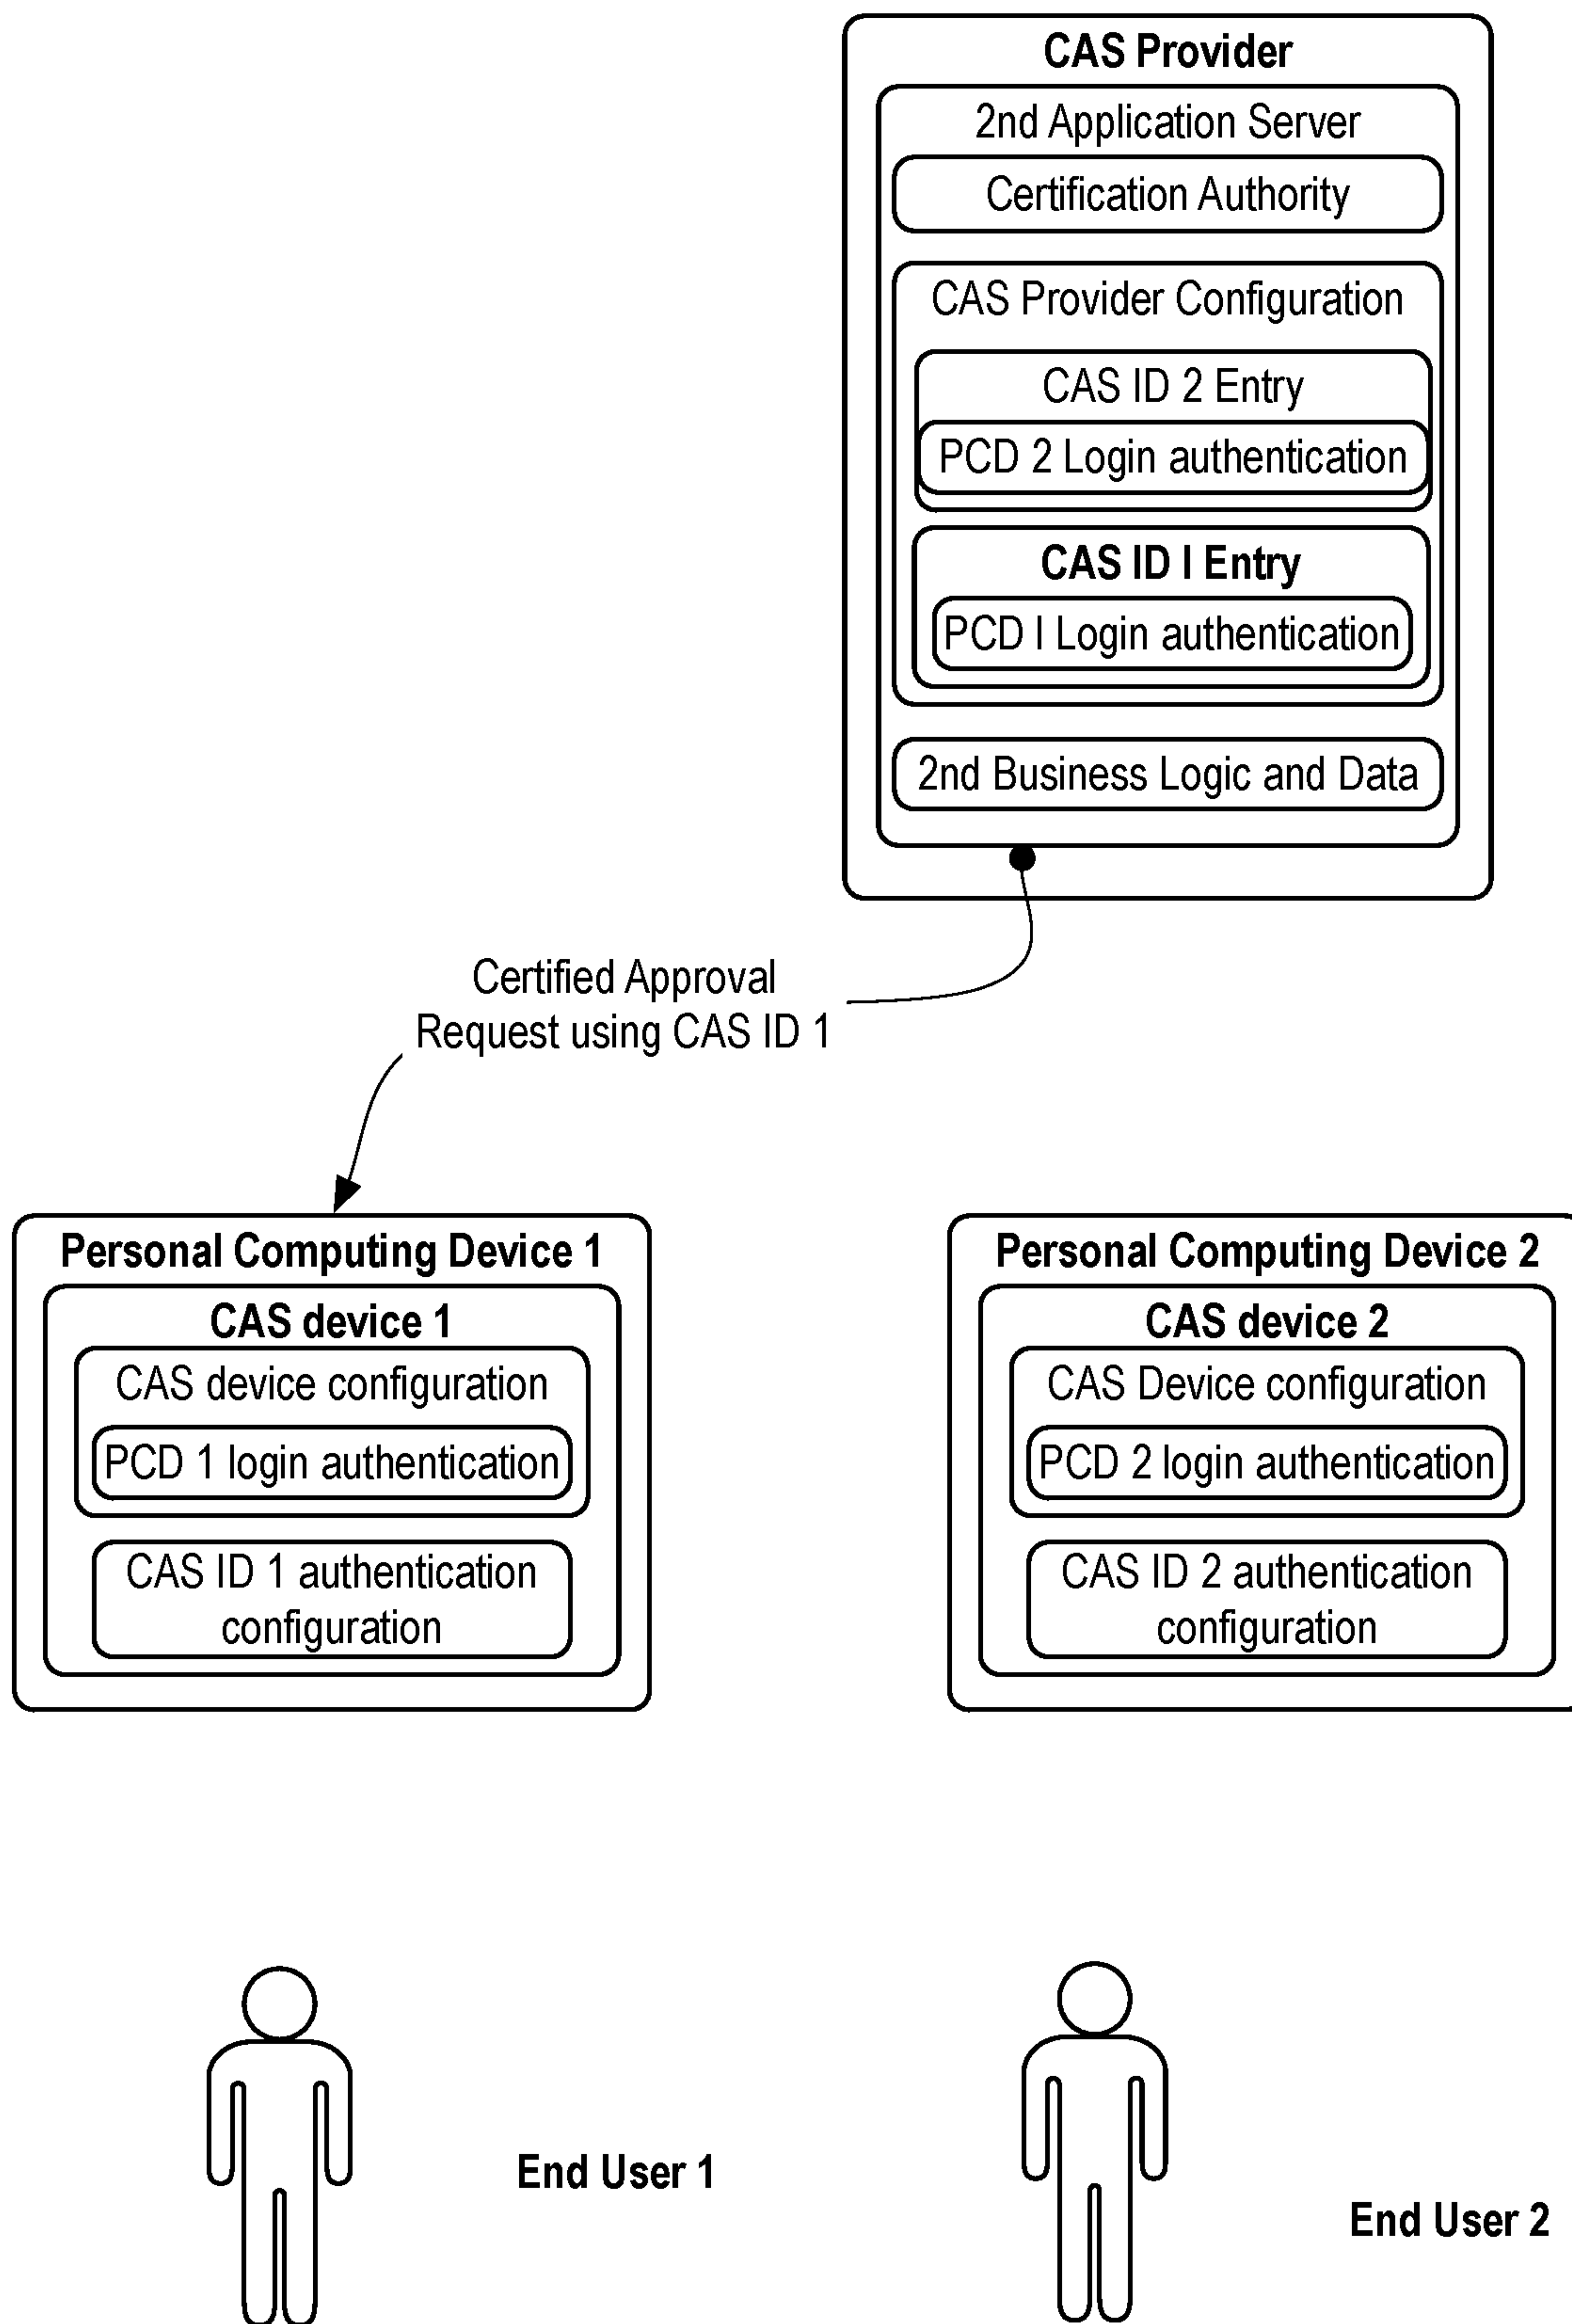 CAS Provider
2nd Application Server
Certification Authority
CAS Provider Configuration
CAS ID 2 Entry
PCD 2 Login authentication
CAS ID I Entry
PCD I Login authentication
2nd Business Logic and Data
Certified Approval
Request using CAS ID 1
Personal Computing Device 1
CAS device 1
CAS device configuration
PCD 1 login authentication
CAS ID 1 authentication
configuration
Personal Computing Device 2
CAS device 2
CAS Device configuration
PCD 2 login authentication
CAS ID 2 authentication
configuration
End User 1
End User 2